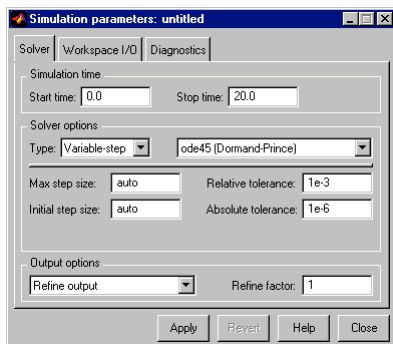 Simulation parameters: untitled
Solver Workspace I/O Diagnostics
Simulation time
Start time: 0.0 Stop time: 20.0
Solver options
Type: Variable-step ode45 (Dormand-Prince)
Max step size: auto Relative tolerance: 1e-3
Initial step size: auto Absolute tolerance: 1e-6
Output options
Refine output Refine factor: 1
Apply Revert Help Close